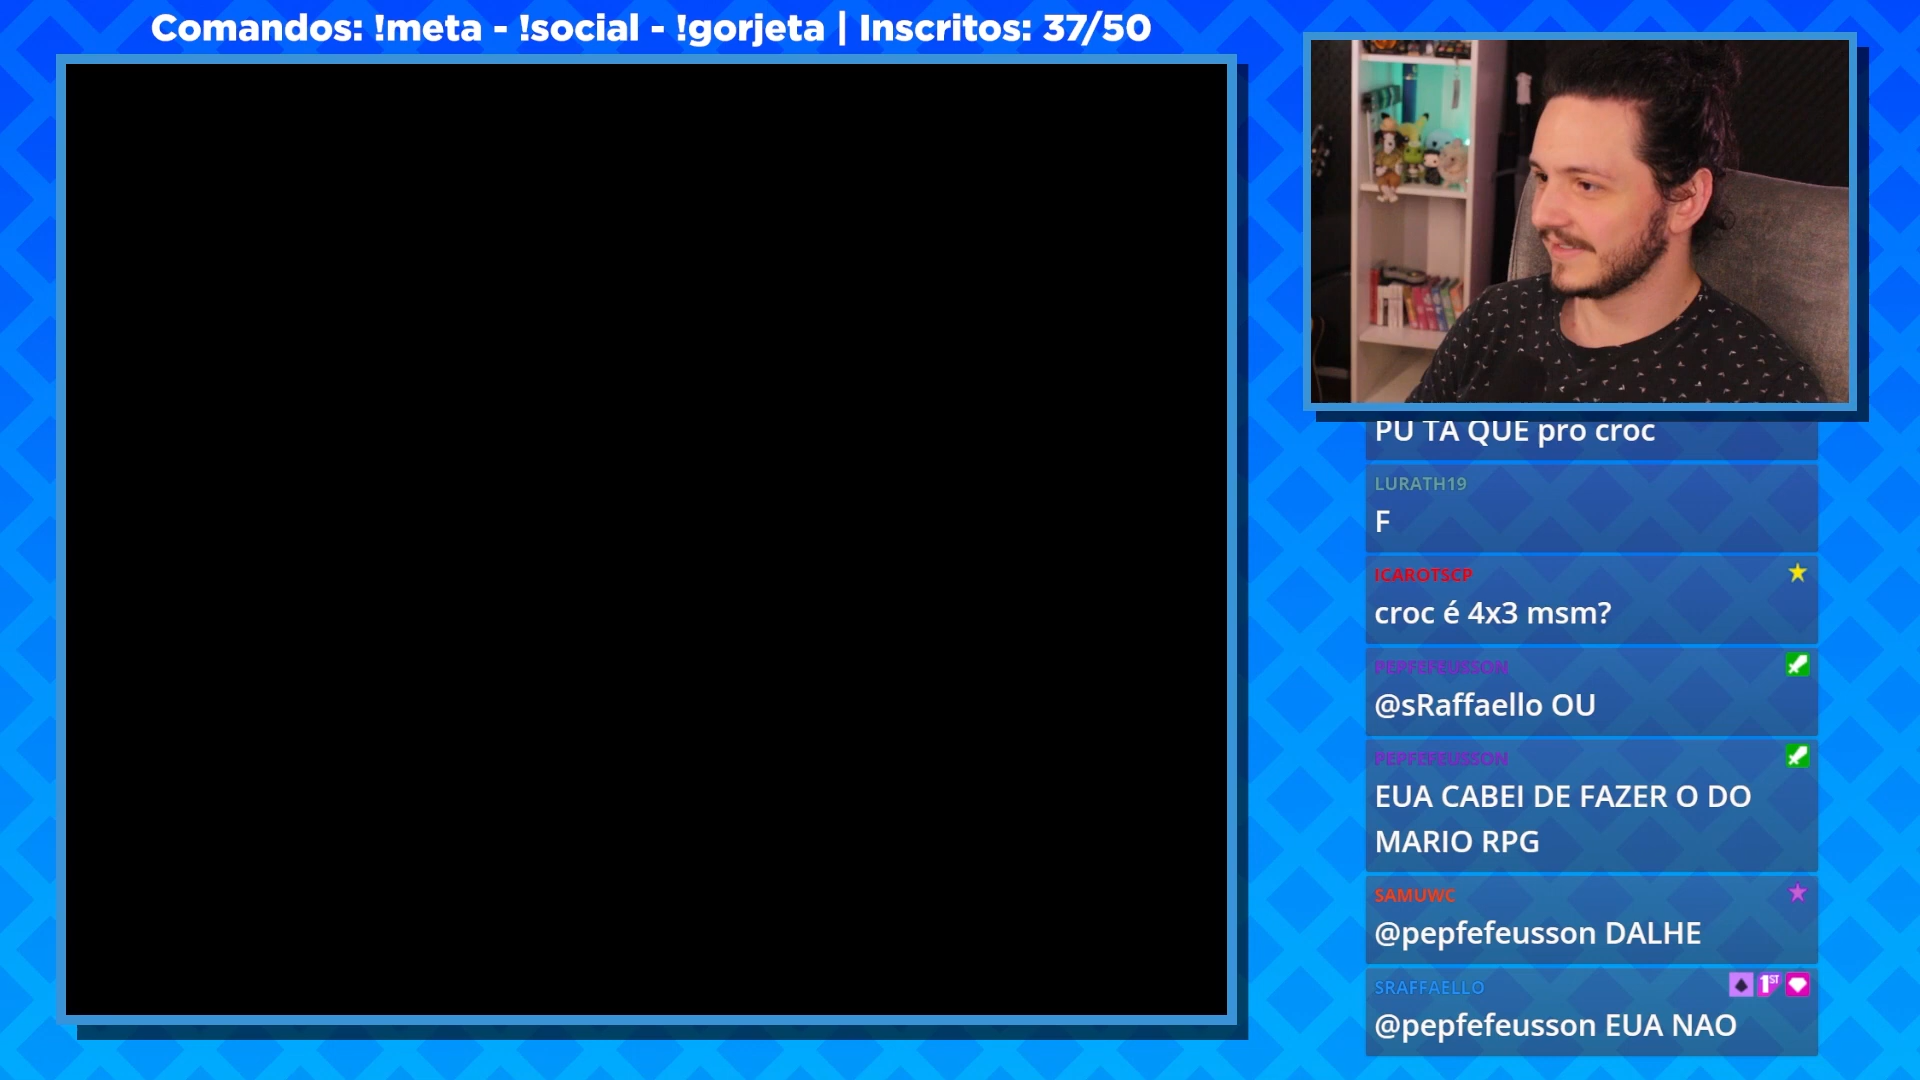 Comandos: !meta - !social - !gorjeta | Inscritos: 37/50
PU TA QUE pro croc
LURATH19
F
ICAROTSCP
croc é 4x3 msm?
PEPFEFEUSSON
@sRaffaello OU
PEPFEFEUSSON
EUA CABEI DE FAZER O DO
MARIO RPG
SAMUWC
@pepfefeusson DALHE
SRAFFAELLO
1ST
@pepfefeusson EUA NAO